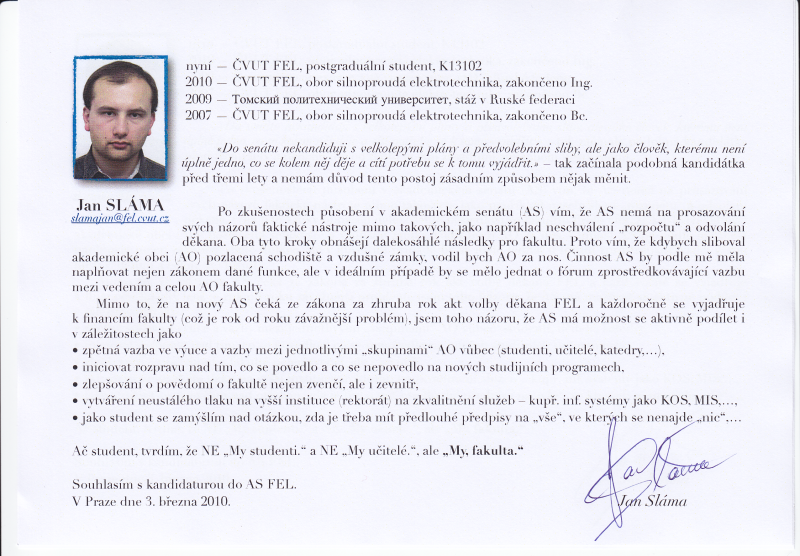 nyní — ČVUT FEL, postgraduální student, K13102
2010 — ČVUT FEL, obor silnoproudá elektrotechnika, zakončeno Ing.
2009 — Томский политехнический университет, stáž v Ruské federaci
2007 — ČVUT FEL, obor silnoproudá elektrotechnika, zakončeno Bc.
«Do senátu nekandiduji s velkolepými plány a předvolebními sliby, ale jako člověk, kterému není
úplně jedno, co se kolem něj děje a cítí potřebu se k tomu vyjádřit.» – tak začínala podobná kandidátka
před třemi lety a nemám důvod tento postoj zásadním způsobem nějak měnit.
Jan SLÁMA
slamajan@fel.cvut.cz
Po zkušenostech působení v akademickém senátu (AS) vím, že AS nemá na prosazování
svých názorů faktické nástroje mimo takových, jako například neschválení „rozpočtu“ a odvolání
děkana. Oba tyto kroky obnášejí dalekosáhlé následky pro fakultu. Proto vím, že kdybych sliboval
akademické obci (AO) pozlacená schodiště a vzdušné zámky, vodil bych AO za nos. Činnost AS by podle mě měla
naplňovat nejen zákonem dané funkce, ale v ideálním případě by se mělo jednat o fórum zprostředkovávající vazbu
mezi vedením a celou AO fakulty.
Mimo to, že na nový AS čeká ze zákona za zhruba rok akt volby děkana FEL a každoročně se vyjadřuje
k financím fakulty (což je rok od roku závažnější problém), jsem toho názoru, že AS má možnost se aktivně podílet i
v záležitostech jako
• zpětná vazba ve výuce a vazby mezi jednotlivými „skupinami“ AO vůbec (studenti, učitelé, katedry,…),
• iniciovat rozpravu nad tím, co se povedlo a co se nepovedlo na nových studijních programech,
• zlepšování o povědomí o fakultě nejen zvenčí, ale i zevnitř,
• vytváření neustálého tlaku na vyšší instituce (rektorát) na zkvalitnění služeb – kupř. inf. systémy jako KOS, MIS,…,
• jako student se zamýšlím nad otázkou, zda je třeba mít předlouhé předpisy na „vše“, ve kterých se nenajde „nic“,…
Ač student, tvrdím, že NE „My studenti.“ a NE „My učitelé.“, ale „My, fakulta.“
Souhlasím s kandidaturou do AS FEL.
V Praze dne 3. března 2010.
Jan Sláma
Jan Sláma